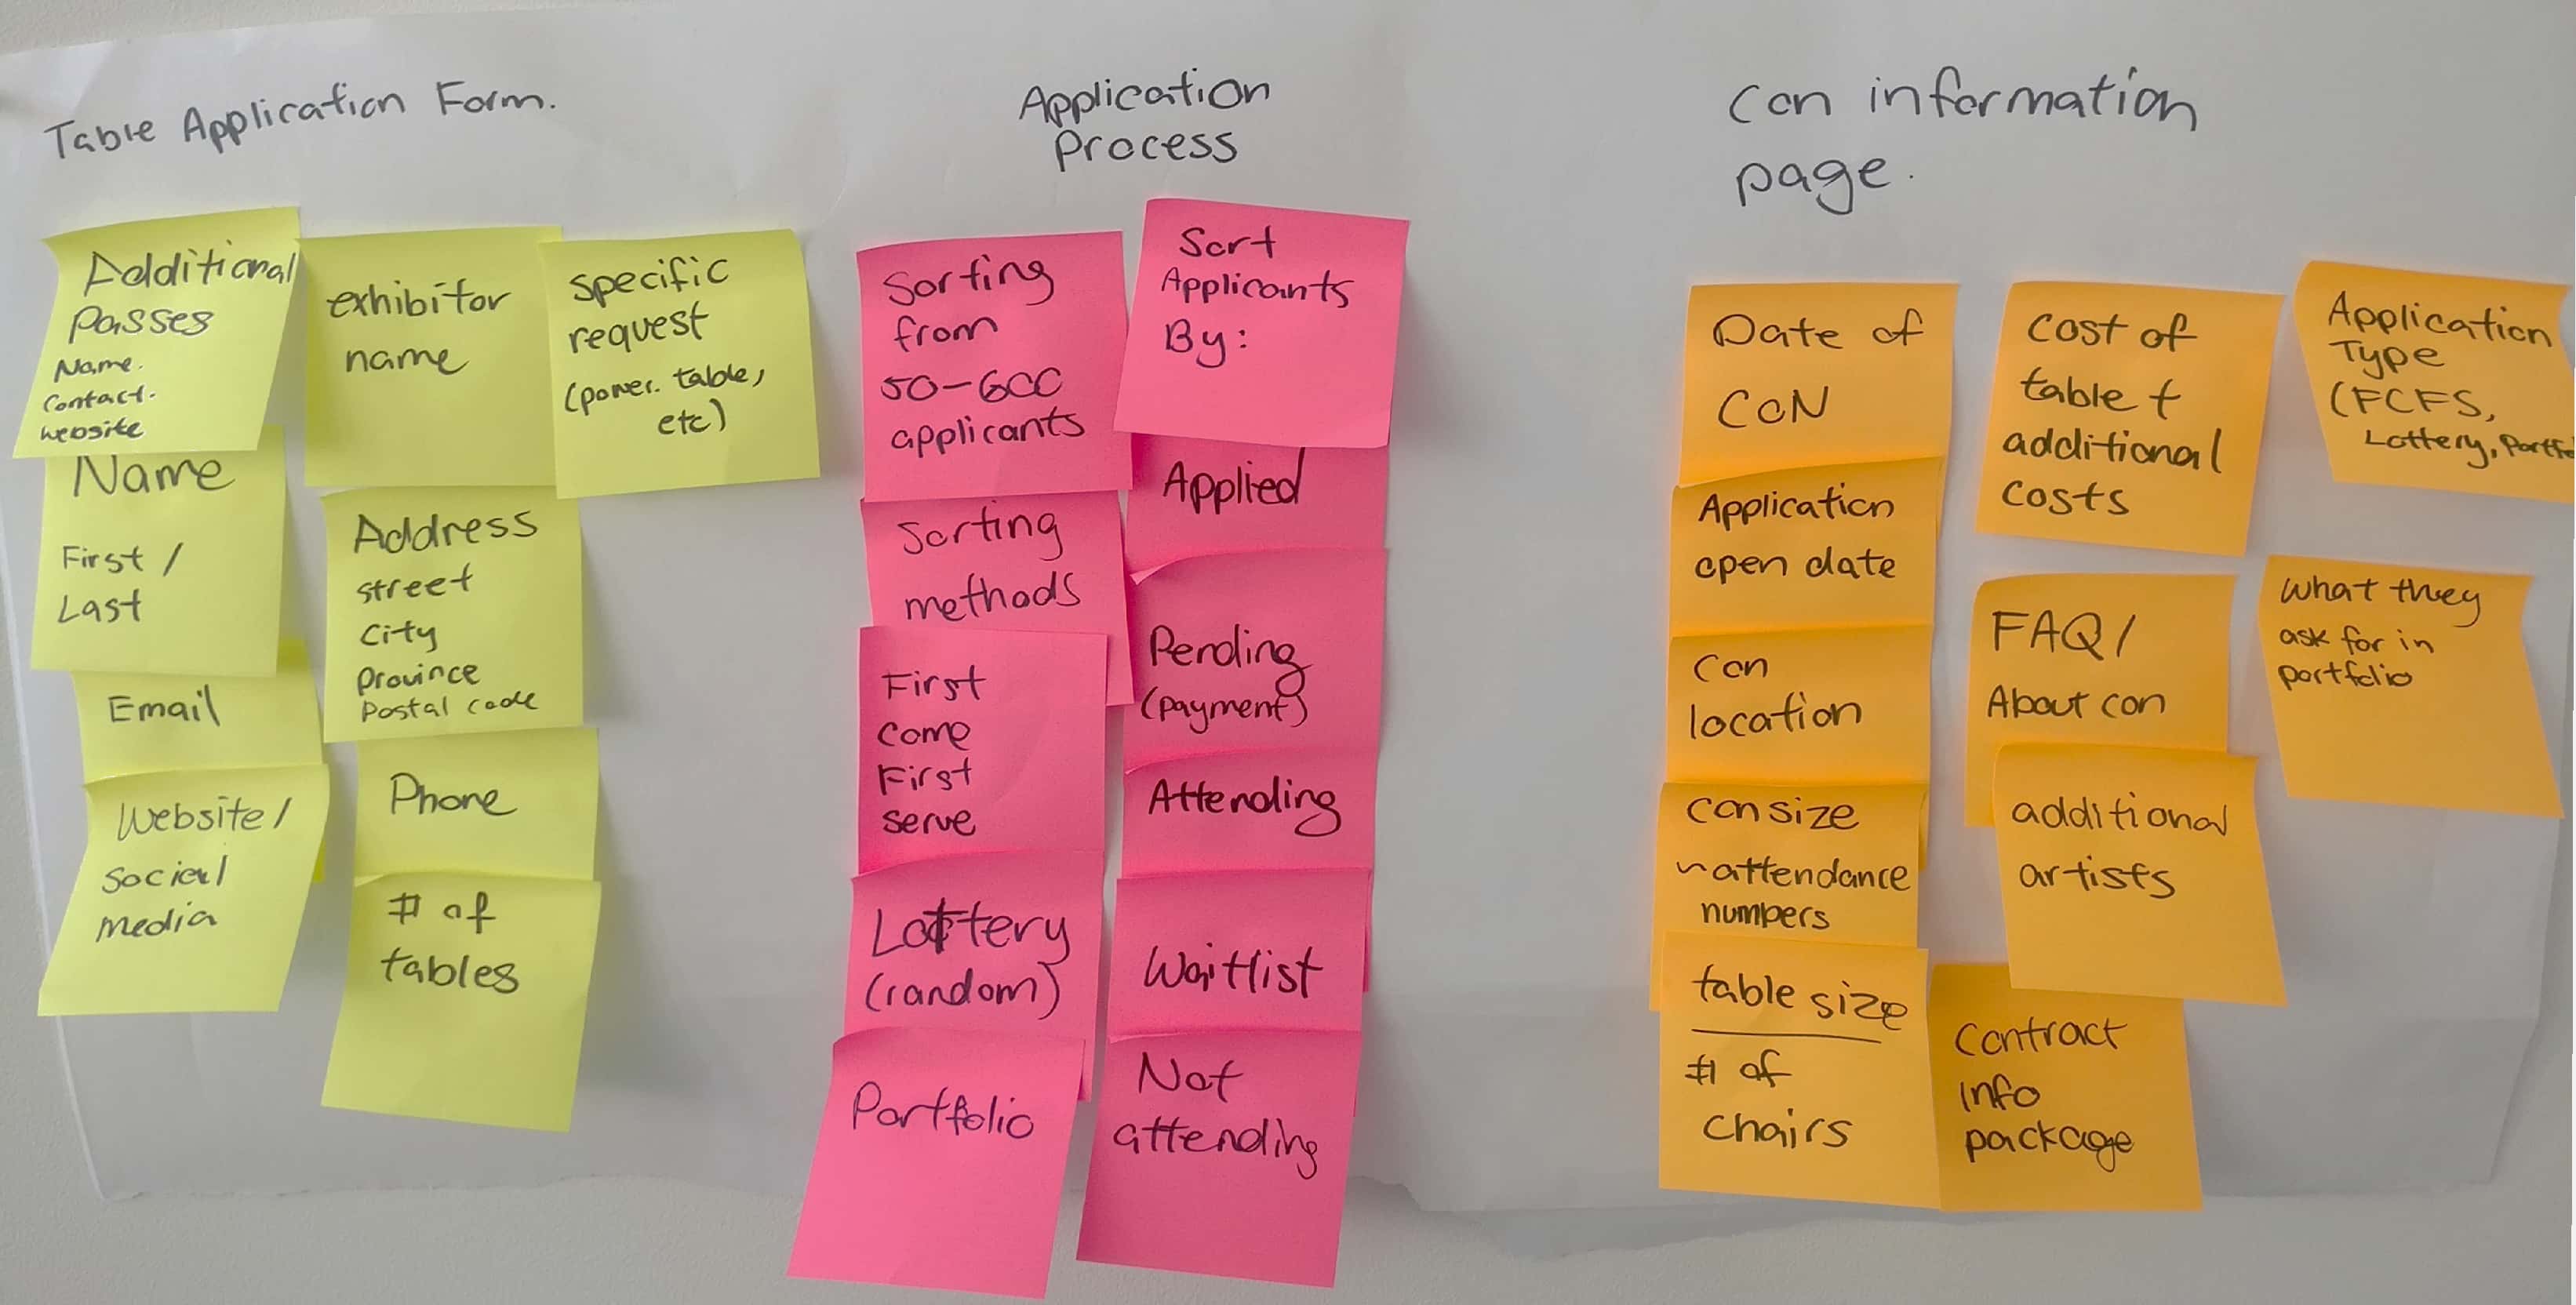 Table Application Form.
Additional
Passes
Name.
Contact.
website
exhibitor
name
specific
request
(power. table,
etc)
Name
First /
Last
Address
street
City
Province
Postal code
Email
Phone
Website/
Social
media
# of
tables
Application
Process
Sorting
from
50-600
applicants
Sort
Applicants
By:
Sorting
methods
First
come
First
serve
Lottery
(random)
Portfolio
Applied
Pending
(payment)
Attending
Waitlist
Not
attending
Con information
page.
Date of
CON
Application
open date
Con
location
con size
~attendance
numbers
table size
# of
chairs
cost of
table +
additional
costs
FAQ/
About con
additional
artists
Contract
info
package
Application
Type
(FCFS,
Lottery, Portfo
what they
ask for in
portfolio